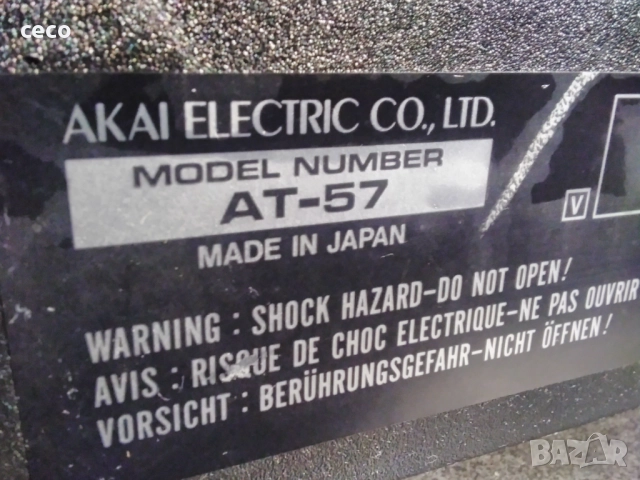 ceco
AKAI ELECTRIC CO., LTD.
MODEL NUMBER
AT-57
MADE IN JAPAN
V
WARNING : SHOCK HAZARD-DO NOT OPEN!
AVIS : RISQUE DE CHOC ELECTRIQUE-NE PAS OUVRIR
VORSICHT : BERÜHRUNGSGEFAHR-NICHT ÖFFNEN!
BAZAR